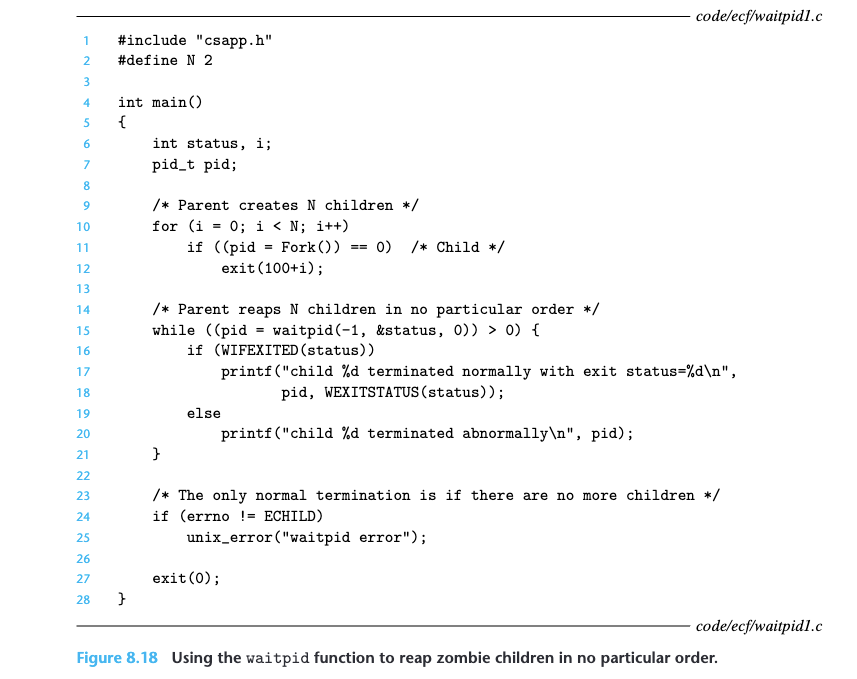 code/ecf/waitpid1.c
1 #include "csapp.h"
2 #define N 2
3
4 int main()
5 {
6     int status, i;
7     pid_t pid;
8
9     /* Parent creates N children */
10     for (i = 0; i < N; i++)
11         if ((pid = Fork()) == 0)  /* Child */
12             exit(100+i);
13
14     /* Parent reaps N children in no particular order */
15     while ((pid = waitpid(-1, &status, 0)) > 0) {
16         if (WIFEXITED(status))
17             printf("child %d terminated normally with exit status=%d\n",
18                    pid, WEXITSTATUS(status));
19         else
20             printf("child %d terminated abnormally\n", pid);
21     }
22
23     /* The only normal termination is if there are no more children */
24     if (errno != ECHILD)
25         unix_error("waitpid error");
26
27     exit(0);
28 }
code/ecf/waitpid1.c
Figure 8.18 Using the waitpid function to reap zombie children in no particular order.